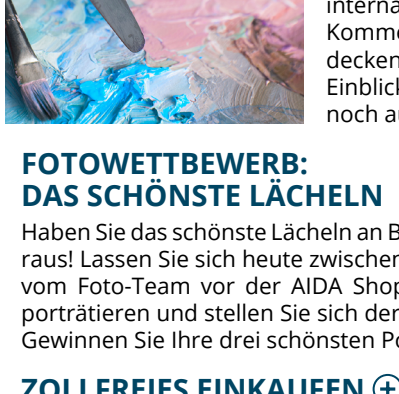 interna
Komme
decken
Einblick
noch a
FOTOWETTBEWERB:
DAS SCHÖNSTE LÄCHELN
Haben Sie das schönste Lächeln an B
raus! Lassen Sie sich heute zwischen
vom Foto-Team vor der AIDA Shop
porträtieren und stellen Sie sich der
Gewinnen Sie Ihre drei schönsten Po
ZOLLFREIES EINKAUFEN